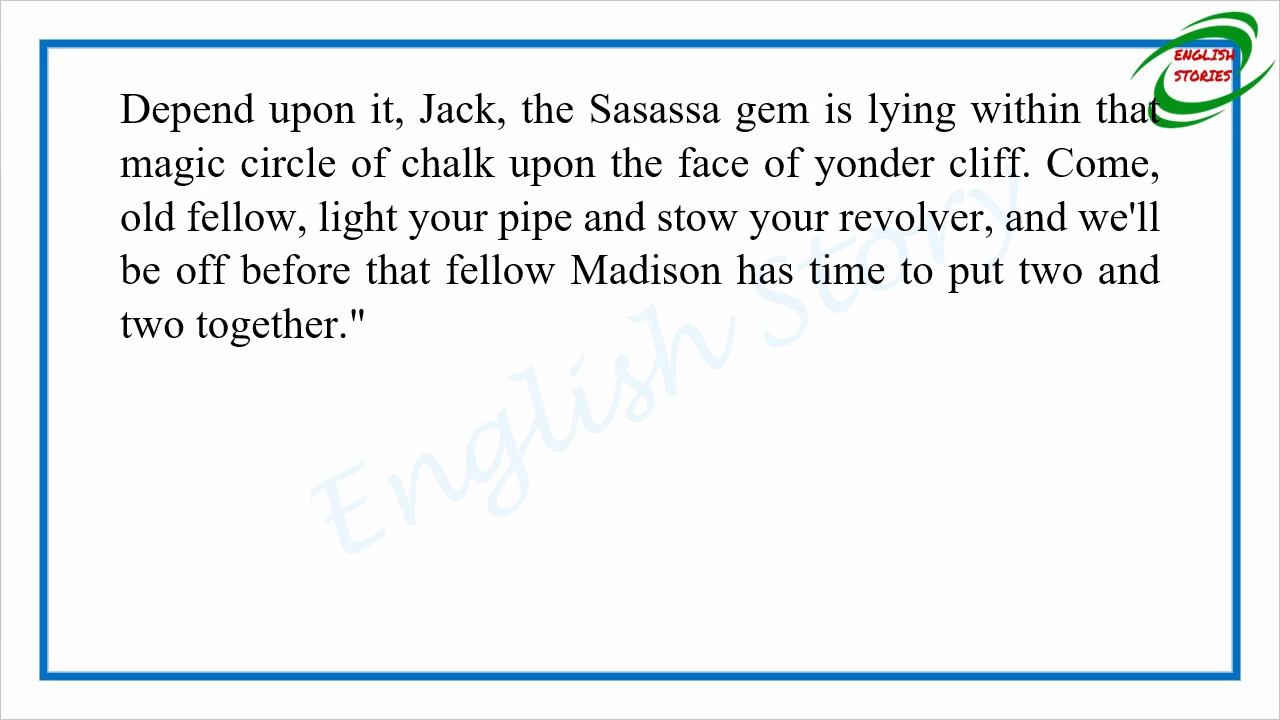 ENGLISH
STORIES
Depend upon it, Jack, the Sasassa gem is lying within that
magic circle of chalk upon the face of yonder cliff. Come,
old fellow, light your pipe and stow your revolver, and we'll
be off before that fellow Madison has time to put two and
two together."
English Story